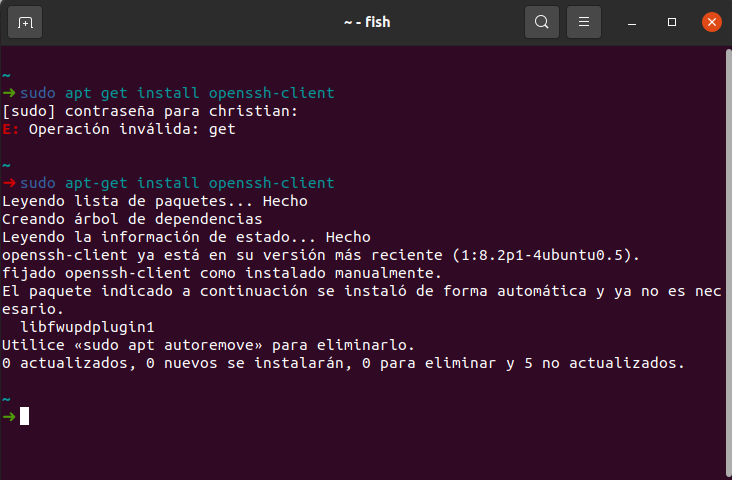 ~ - fish
~
➜ sudo apt get install openssh-client
[sudo] contraseña para christian:
E: Operación inválida: get
~
➜ sudo apt-get install openssh-client
Leyendo lista de paquetes... Hecho
Creando árbol de dependencias
Leyendo la información de estado... Hecho
openssh-client ya está en su versión más reciente (1:8.2p1-4ubuntu0.5).
fijado openssh-client como instalado manualmente.
El paquete indicado a continuación se instaló de forma automática y ya no es nec
esario.
  libfwupdplugin1
Utilice «sudo apt autoremove» para eliminarlo.
0 actualizados, 0 nuevos se instalarán, 0 para eliminar y 5 no actualizados.
~
➜